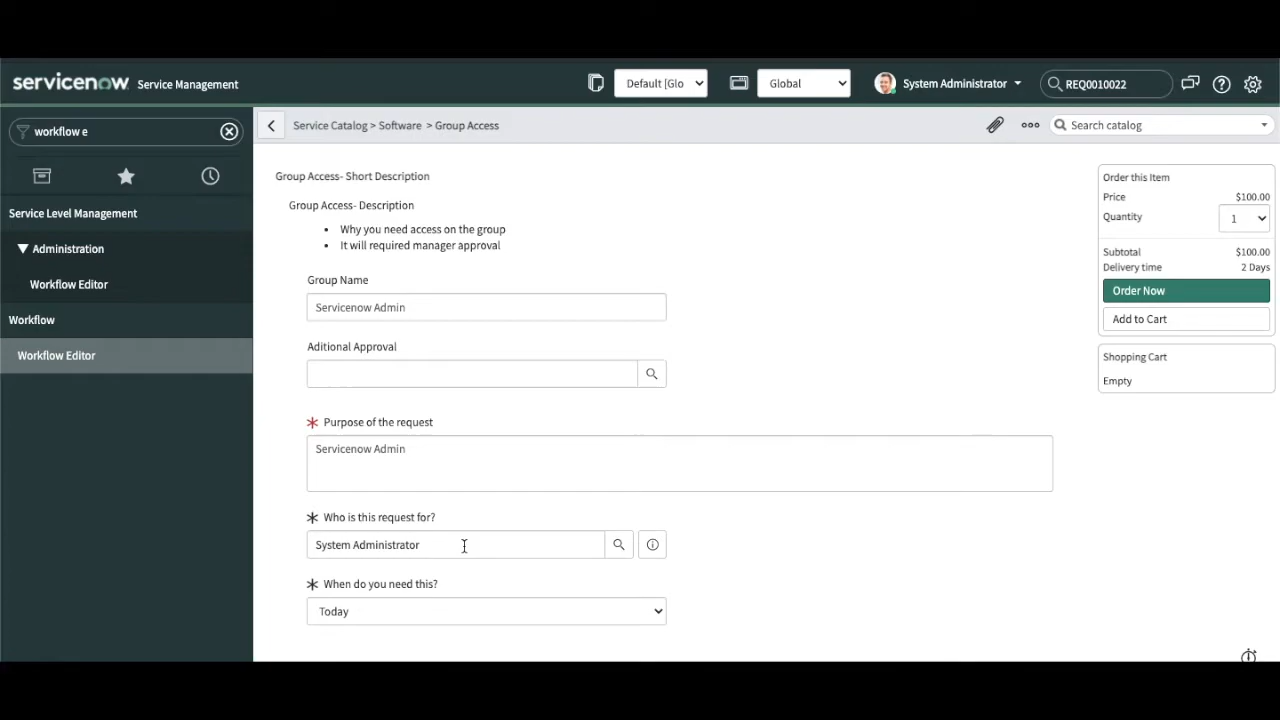 servicenow Service Management
Default [Glo
Global
System Administrator
REQ0010022
workflow e
Service Catalog > Software > Group Access
Search catalog
Service Level Management
Administration
Workflow Editor
Workflow
Workflow Editor
Group Access- Short Description
Group Access- Description
• Why you need access on the group
• It will required manager approval
Group Name
Servicenow Admin
Aditional Approval
* Purpose of the request
Servicenow Admin
* Who is this request for?
System Administrator
* When do you need this?
Today
Order this Item
Price $100.00
Quantity 1
Subtotal $100.00
Delivery time 2 Days
Order Now
Add to Cart
Shopping Cart
Empty